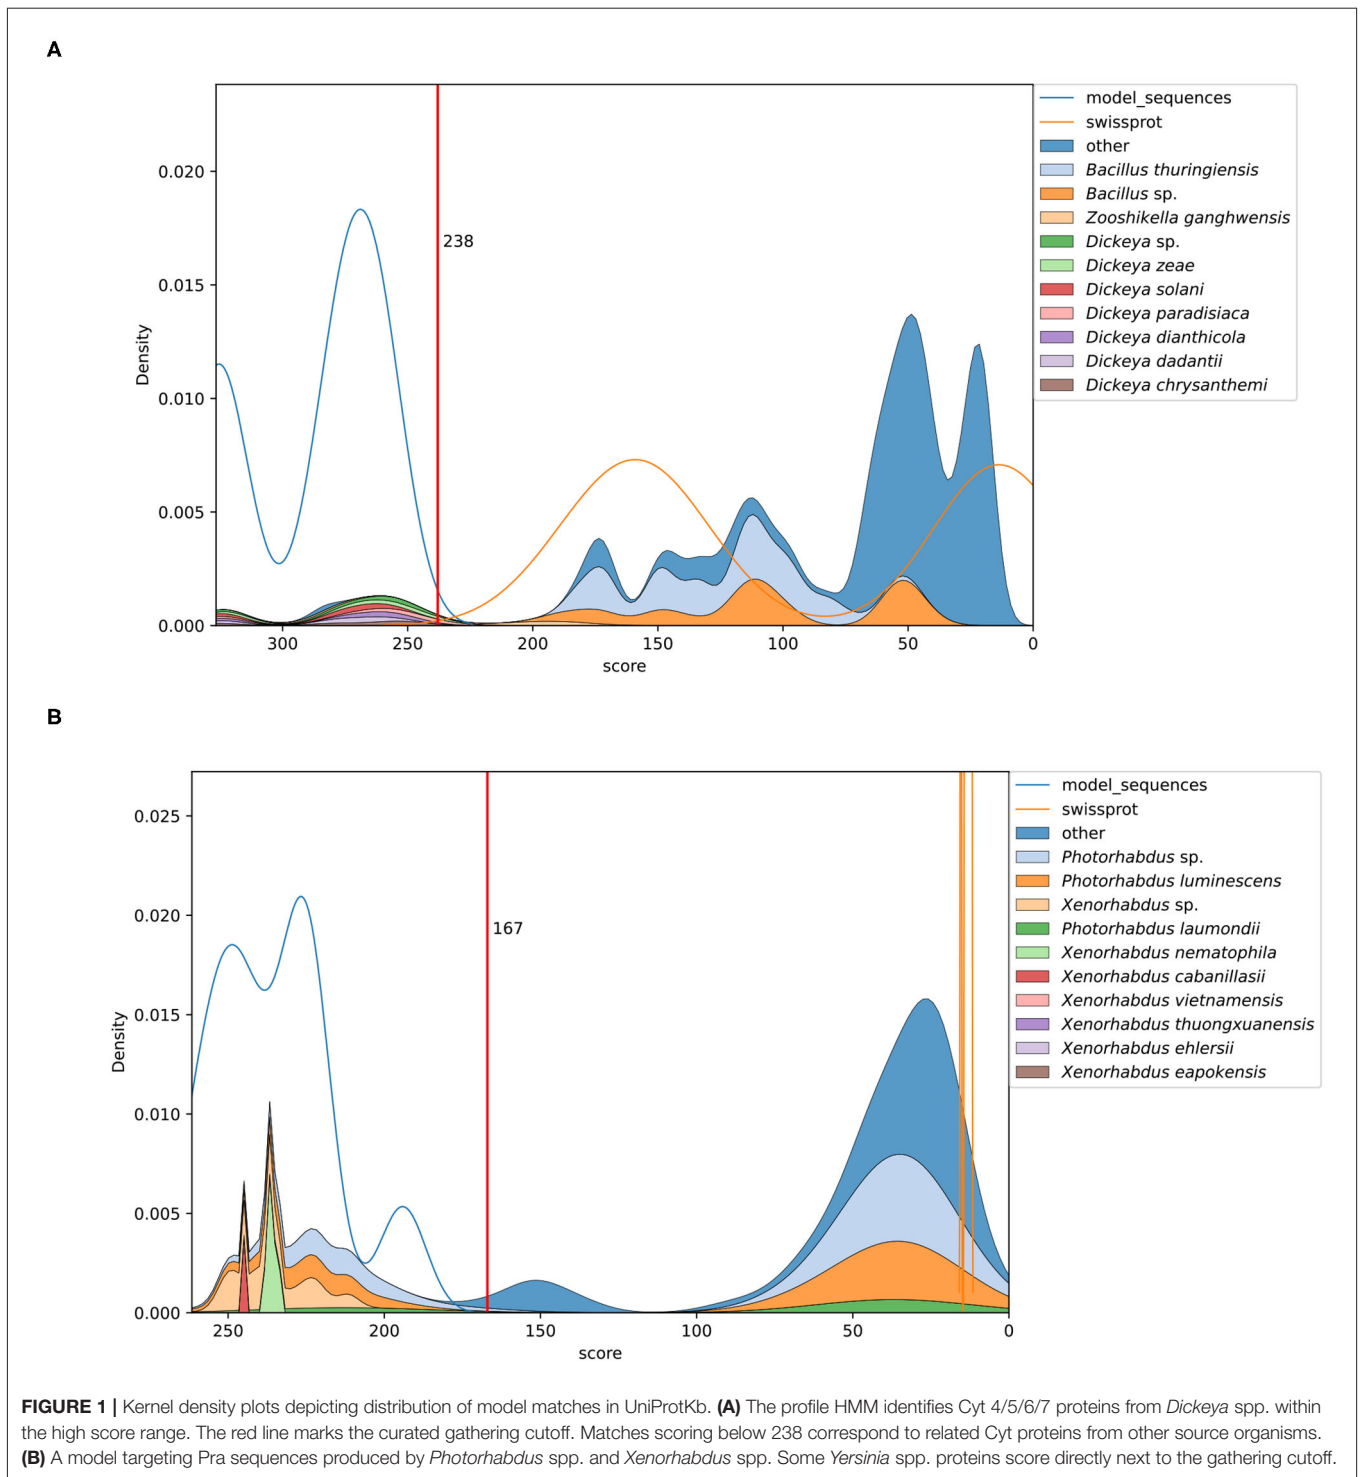 A
model_sequences
swissprot
other
Bacillus thuringiensis
Bacillus sp.
Zooshikella ganghwensis
Dickeya sp.
Dickeya zeae
Dickeya solani
Dickeya paradisiaca
Dickeya dianthicola
Dickeya dadantii
Dickeya chrysanthemi
0.020
0.015
0.010
0.005
0.000
Density
238
300 250 200 150 100 50 0
score
B
model_sequences
swissprot
other
Photorhabdus sp.
Photorhabdus luminescens
Xenorhabdus sp.
Photorhabdus laumondii
Xenorhabdus nematophila
Xenorhabdus cabanillasii
Xenorhabdus vietnamensis
Xenorhabdus thuongxuanensis
Xenorhabdus ehlersii
Xenorhabdus eapokensis
0.025
0.020
0.015
0.010
0.005
0.000
Density
167
250 200 150 100 50 0
score
FIGURE 1 | Kernel density plots depicting distribution of model matches in UniProtKb. (A) The profile HMM identifies Cyt 4/5/6/7 proteins from Dickeya spp. within
the high score range. The red line marks the curated gathering cutoff. Matches scoring below 238 correspond to related Cyt proteins from other source organisms.
(B) A model targeting Pra sequences produced by Photorhabdus spp. and Xenorhabdus spp. Some Yersinia spp. proteins score directly next to the gathering cutoff.